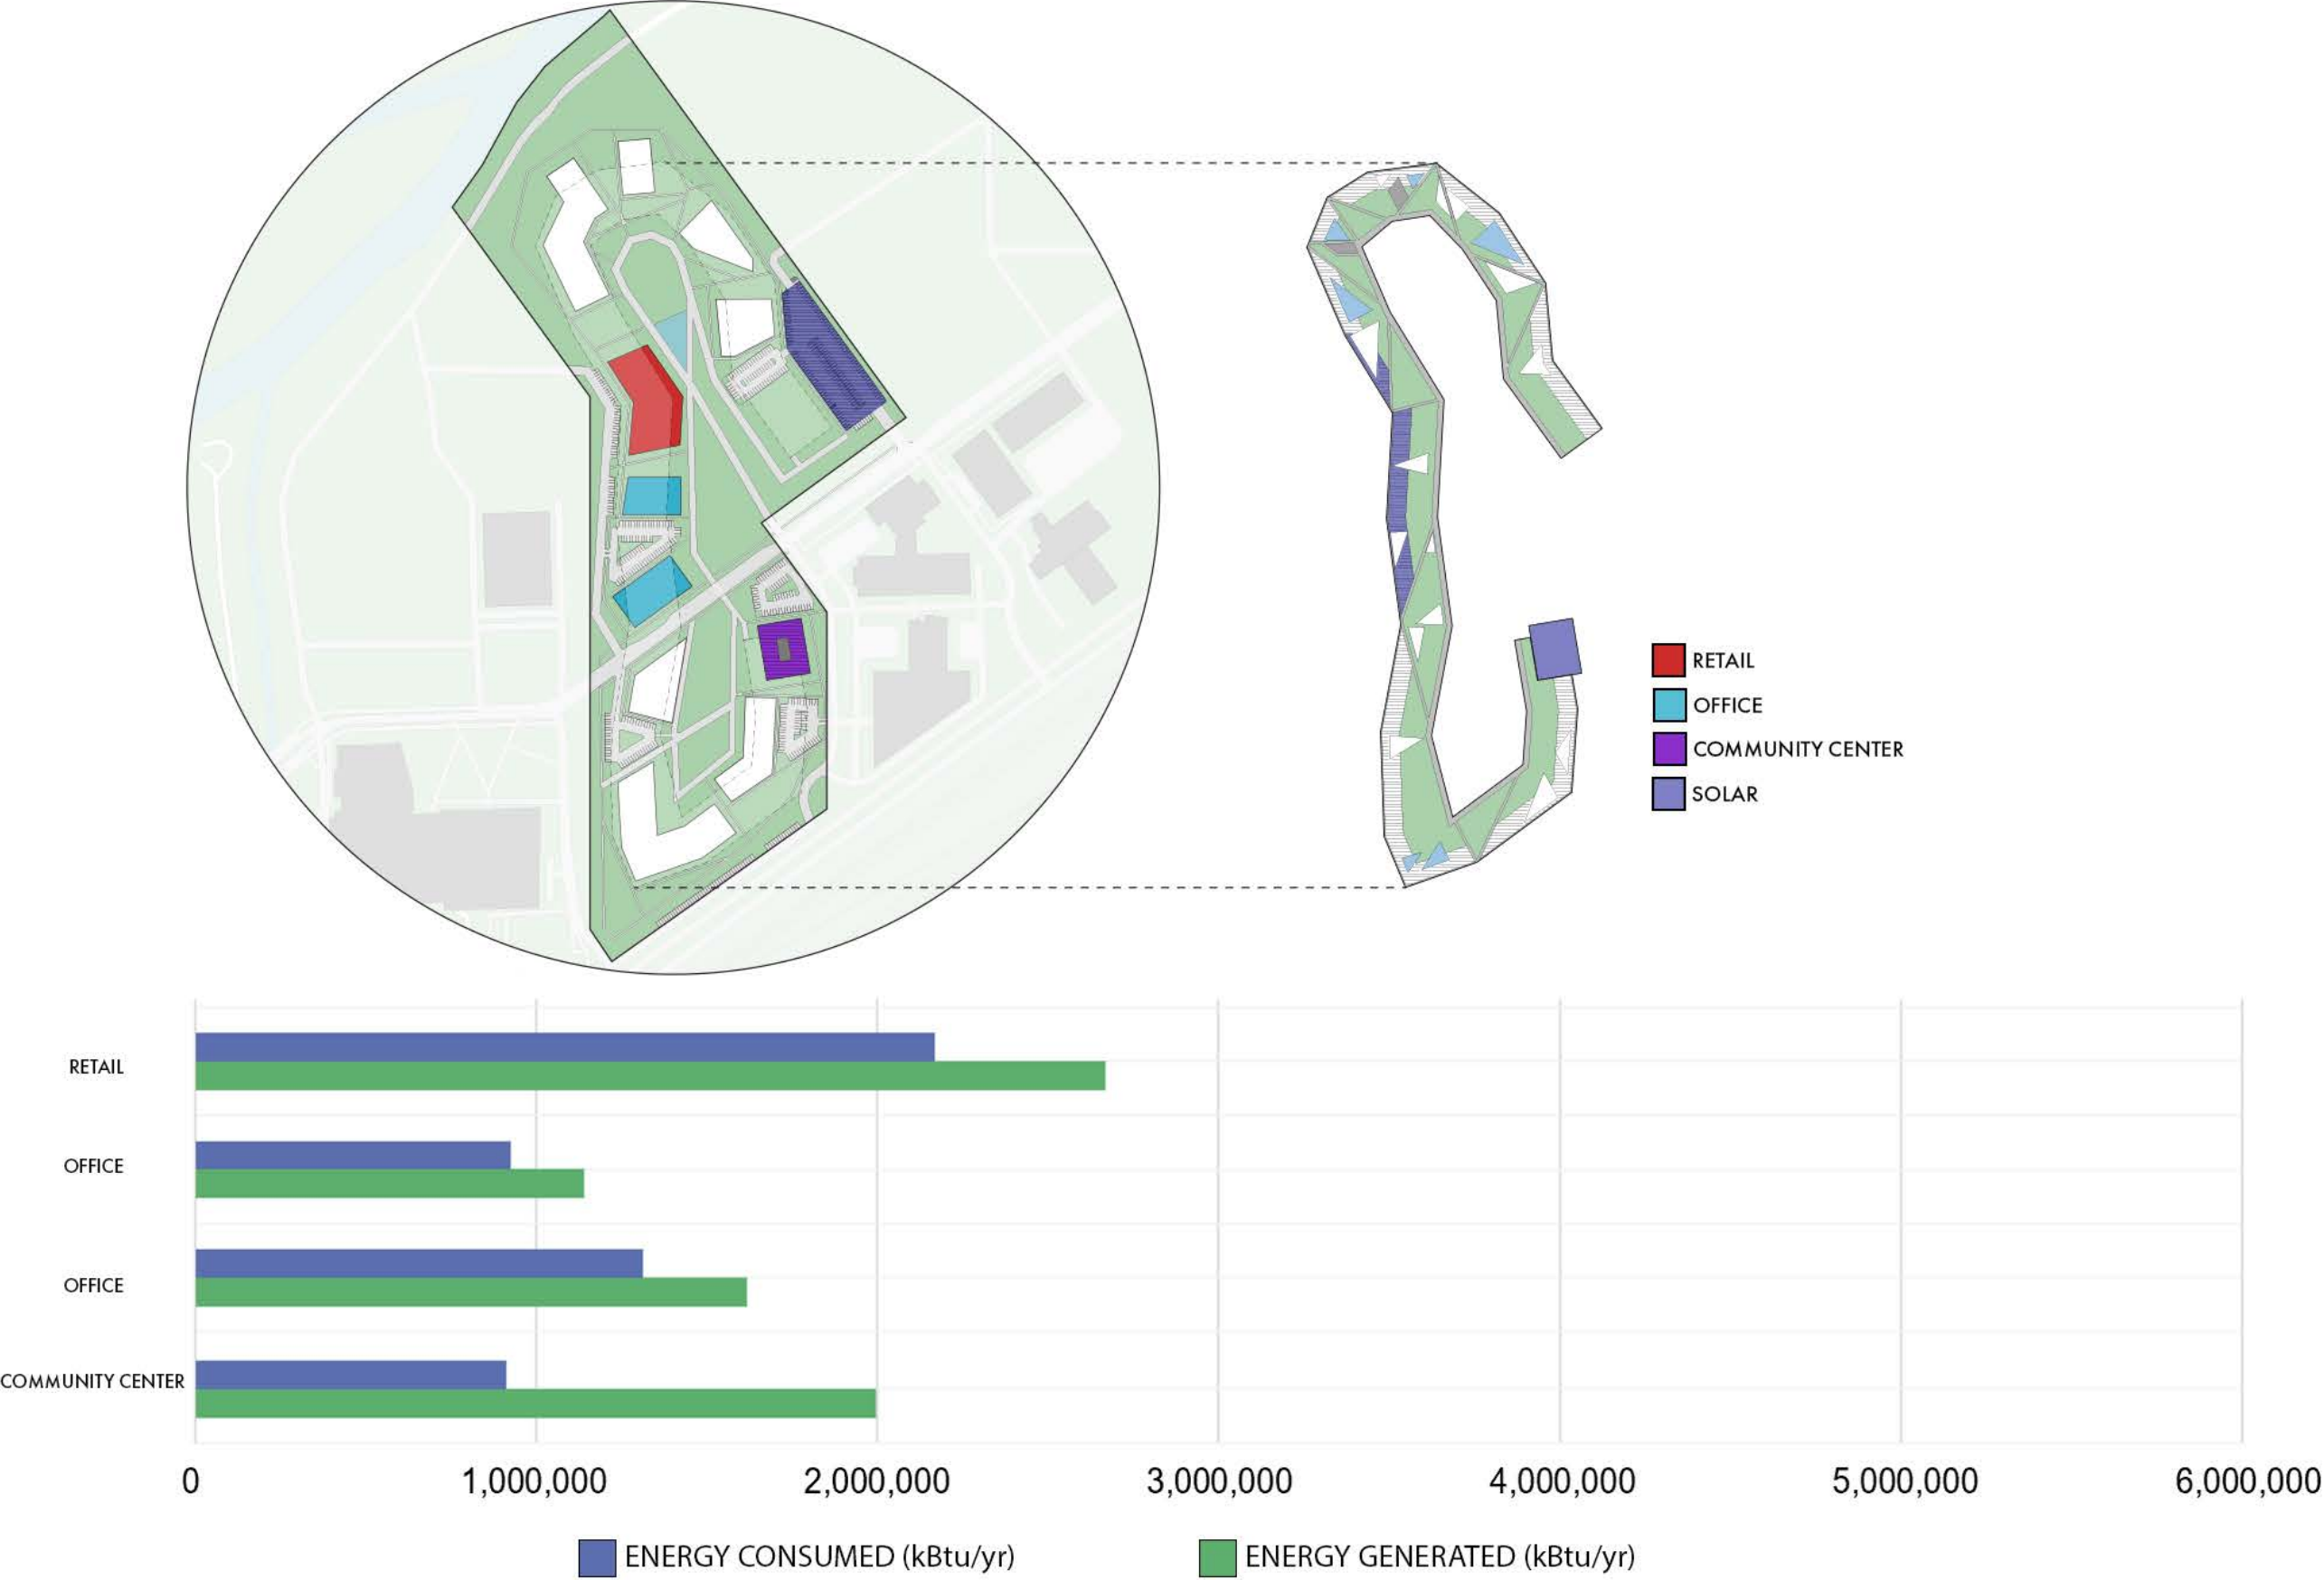 RETAIL
OFFICE
COMMUNITY CENTER
SOLAR
RETAIL
OFFICE
OFFICE
COMMUNITY CENTER
0 1,000,000 2,000,000 3,000,000 4,000,000 5,000,000 6,000,000
ENERGY CONSUMED (kBtu/yr) ENERGY GENERATED (kBtu/yr)